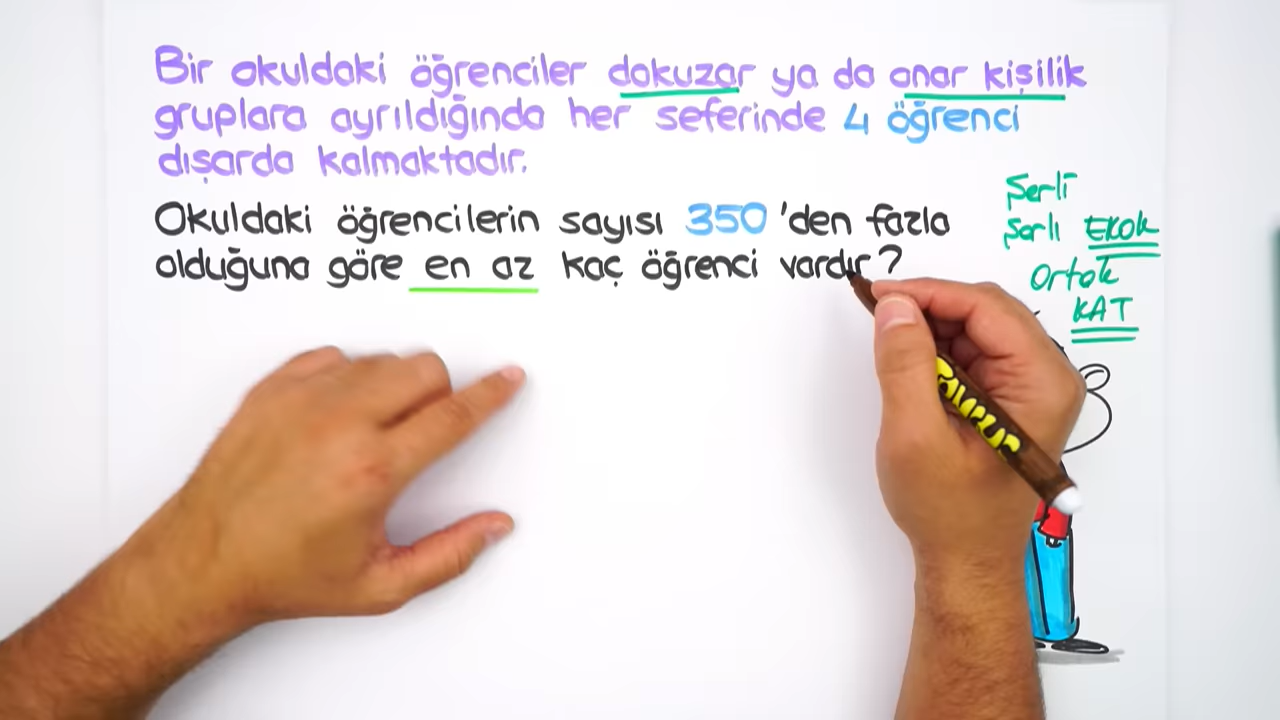 Bir okuldaki öğrenciler dokuzar ya da onar kişilik
gruplara ayrıldığında her seferinde 4 öğrenci
dışarda kalmaktadır.
Okuldaki öğrencilerin sayısı 350 'den fazla
olduğuna göre en az kaç öğrenci vardır?
Şerli
Şarlı EKOK
Ortak
KAT